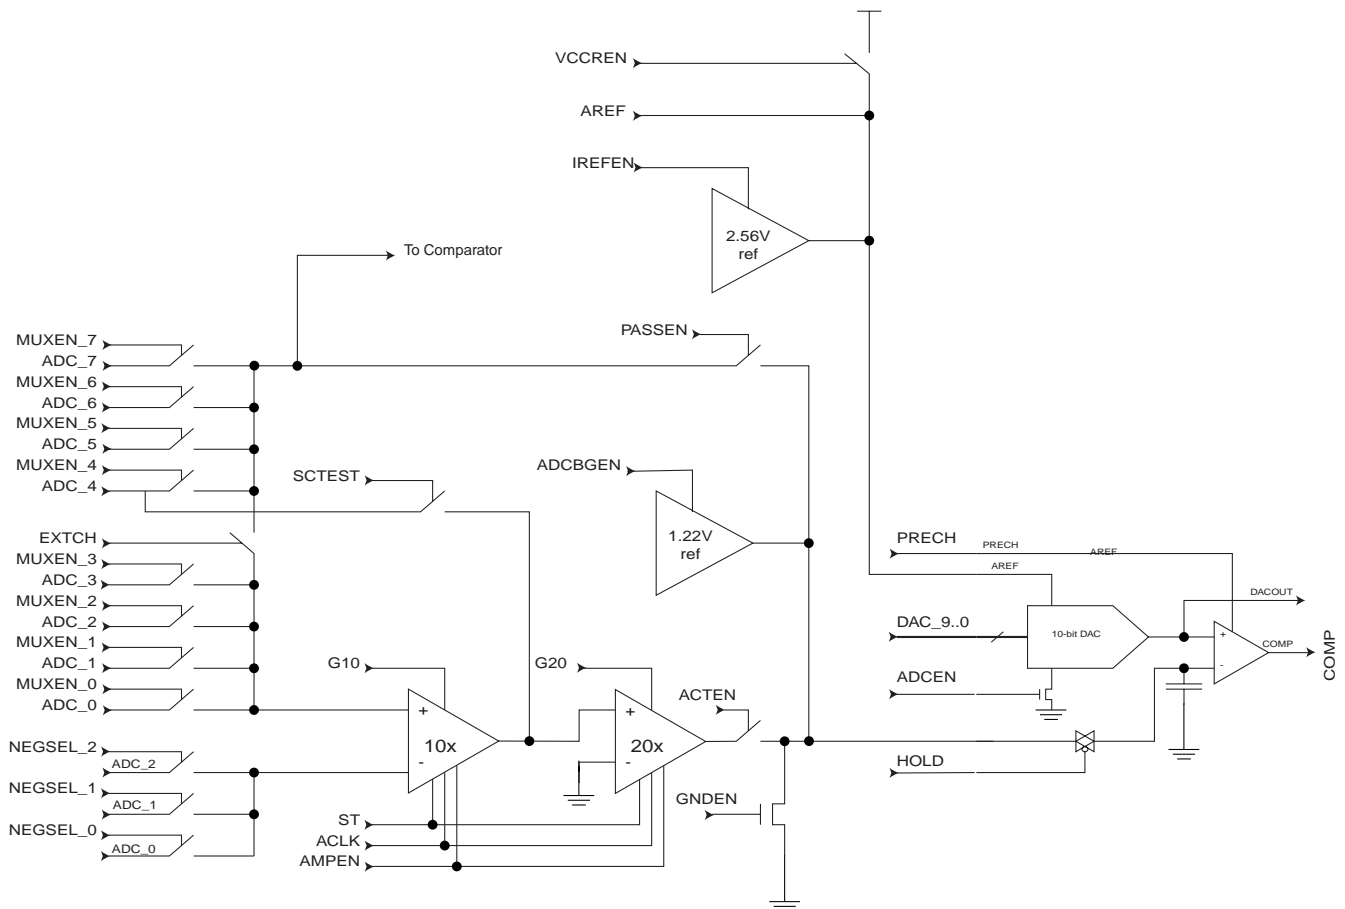 VCCREN
AREF
IREFEN
2.56V
ref
To Comparator
PASSEN
MUXEN_7
ADC_7
MUXEN_6
ADC_6
MUXEN_5
ADC_5
MUXEN_4
ADC_4
SCTEST
ADCBGEN
1.22V
ref
EXTCH
MUXEN_3
ADC_3
MUXEN_2
ADC_2
MUXEN_1
ADC_1
MUXEN_0
ADC_0
PRECH
PRECH
AREF
AREF
DACOUT
DAC_9..0
10-bit DAC
+
-
COMP
COMP
ADCEN
G10
G20
ACTEN
+
10x
-
+
20x
-
NEGSEL_2
ADC_2
NEGSEL_1
ADC_1
NEGSEL_0
ADC_0
HOLD
GNDEN
ST
ACLK
AMPEN